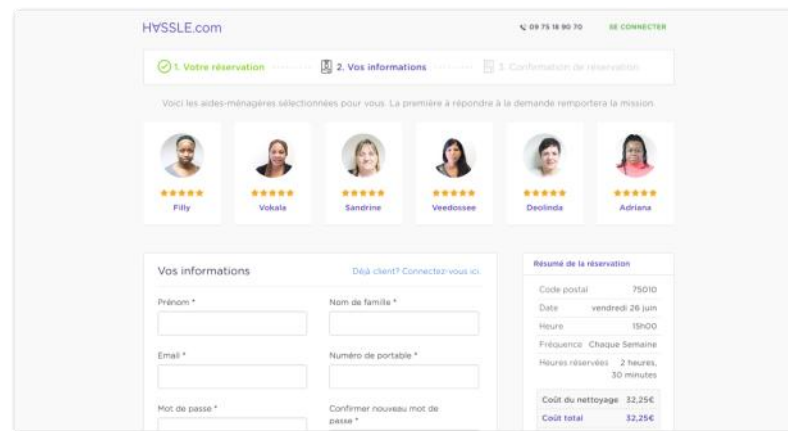 H∀SSLE.com
09 75 18 90 70
SE CONNECTER
1. Votre réservation
2. Vos informations
3. Confirmation de réservation
Voici les aides-ménagères sélectionnées pour vous. La première à répondre à la demande remportera la mission.
Filly
Vokala
Sandrine
Veedossee
Deolinda
Adriana
Vos informations
Déjà client? Connectez-vous ici.
Prénom *
Nom de famille *
Email *
Numéro de portable *
Mot de passe *
Confirmer nouveau mot de
passe *
Résumé de la réservation
Code postal 75010
Date vendredi 26 juin
Heure 15h00
Fréquence Chaque Semaine
Heures réservées 2 heures,
30 minutes
Coût du nettoyage 32,25€
Coût total 32,25€